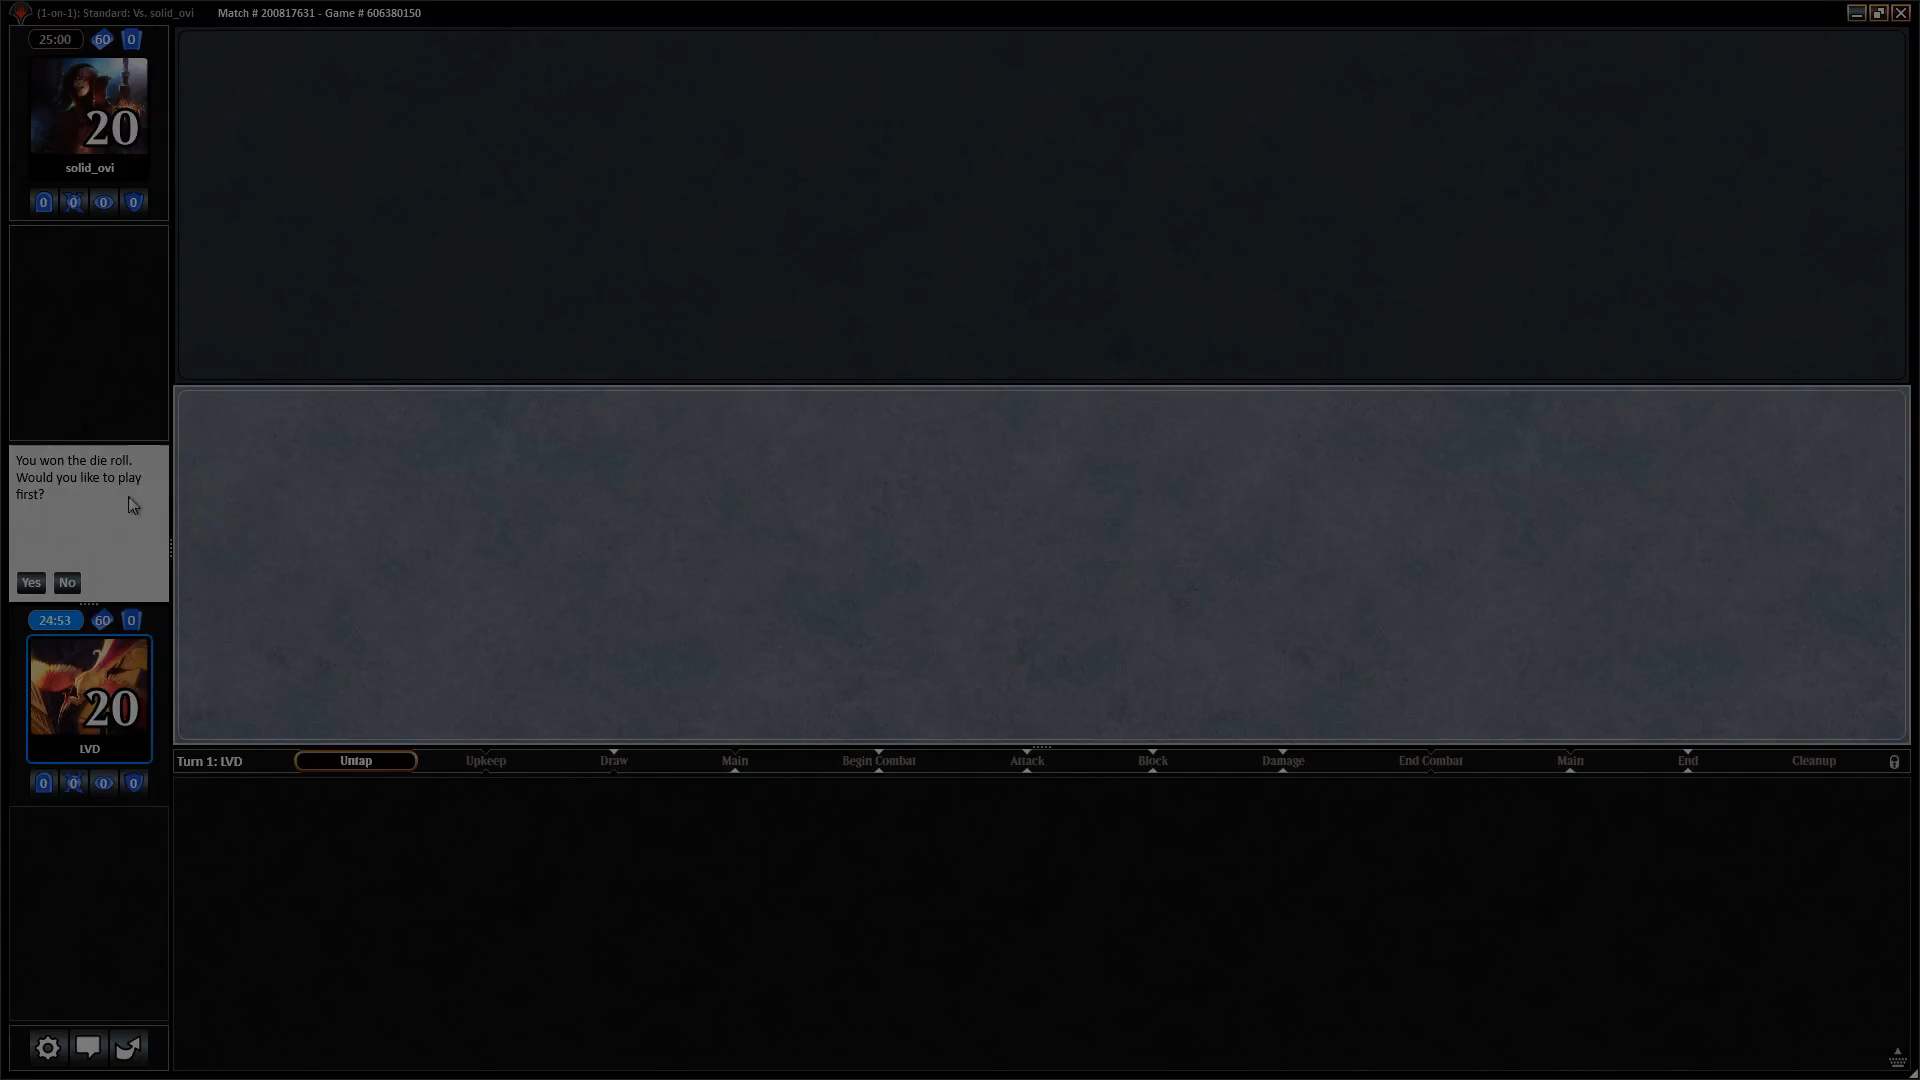 (1-on-1): Standard: Vs. solid_ovi
Match # 200817631 - Game # 606380150
25:00 60 0
20
solid_ovi
0 0 0 0
You won the die roll.
Would you like to play
first?
Yes No
24:53 60 0
20
LVD
0 0 0 0
Turn 1: LVD Untap Upkeep Draw Main Begin Combat Attack Block Damage End Combat Main End Cleanup